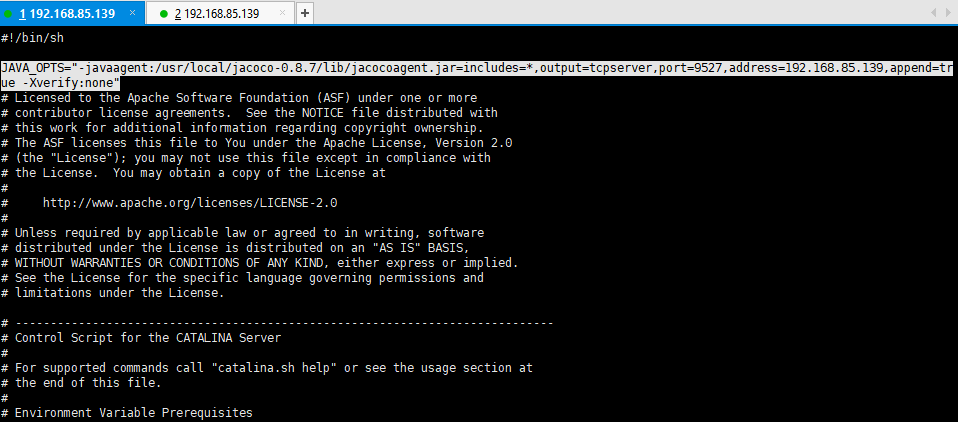 1 192.168.85.139 ×
2 192.168.85.139 × +
#!/bin/sh
JAVA_OPTS="-javaagent:/usr/local/jacoco-0.8.7/lib/jacocoagent.jar=includes=*,output=tcpserver,port=9527,address=192.168.85.139,append=tr
ue -Xverify:none"
# Licensed to the Apache Software Foundation (ASF) under one or more
# contributor license agreements.  See the NOTICE file distributed with
# this work for additional information regarding copyright ownership.
# The ASF licenses this file to You under the Apache License, Version 2.0
# (the "License"); you may not use this file except in compliance with
# the License.  You may obtain a copy of the License at
#
#     http://www.apache.org/licenses/LICENSE-2.0
#
# Unless required by applicable law or agreed to in writing, software
# distributed under the License is distributed on an "AS IS" BASIS,
# WITHOUT WARRANTIES OR CONDITIONS OF ANY KIND, either express or implied.
# See the License for the specific language governing permissions and
# limitations under the License.
# -----------------------------------------------------------------------------
# Control Script for the CATALINA Server
#
# For supported commands call "catalina.sh help" or see the usage section at
# the end of this file.
#
# Environment Variable Prerequisites